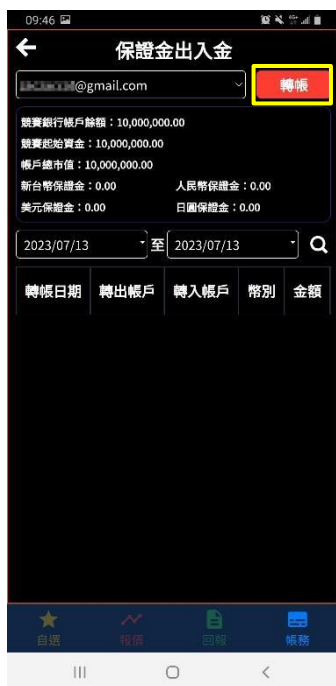 09:46
保證金出入金
@gmail.com
轉帳
競賽銀行帳戶餘額：10,000,000.00
競賽起始資金：10,000,000.00
帳戶總市值：10,000,000.00
新台幣保證金：0.00 人民幣保證金：0.00
美元保證金：0.00 日圓保證金：0.00
2023/07/13 至 2023/07/13
轉帳日期 轉出帳戶 轉入帳戶 幣別 金額
自選 報價 回報 帳務